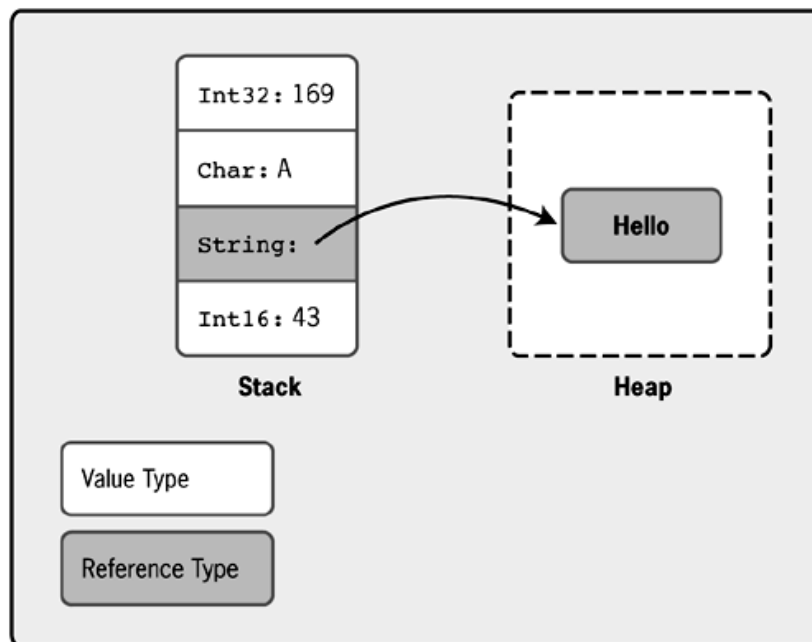 Int32: 169
Char: A
String:
Int16: 43
Stack
Hello
Heap
Value Type
Reference Type